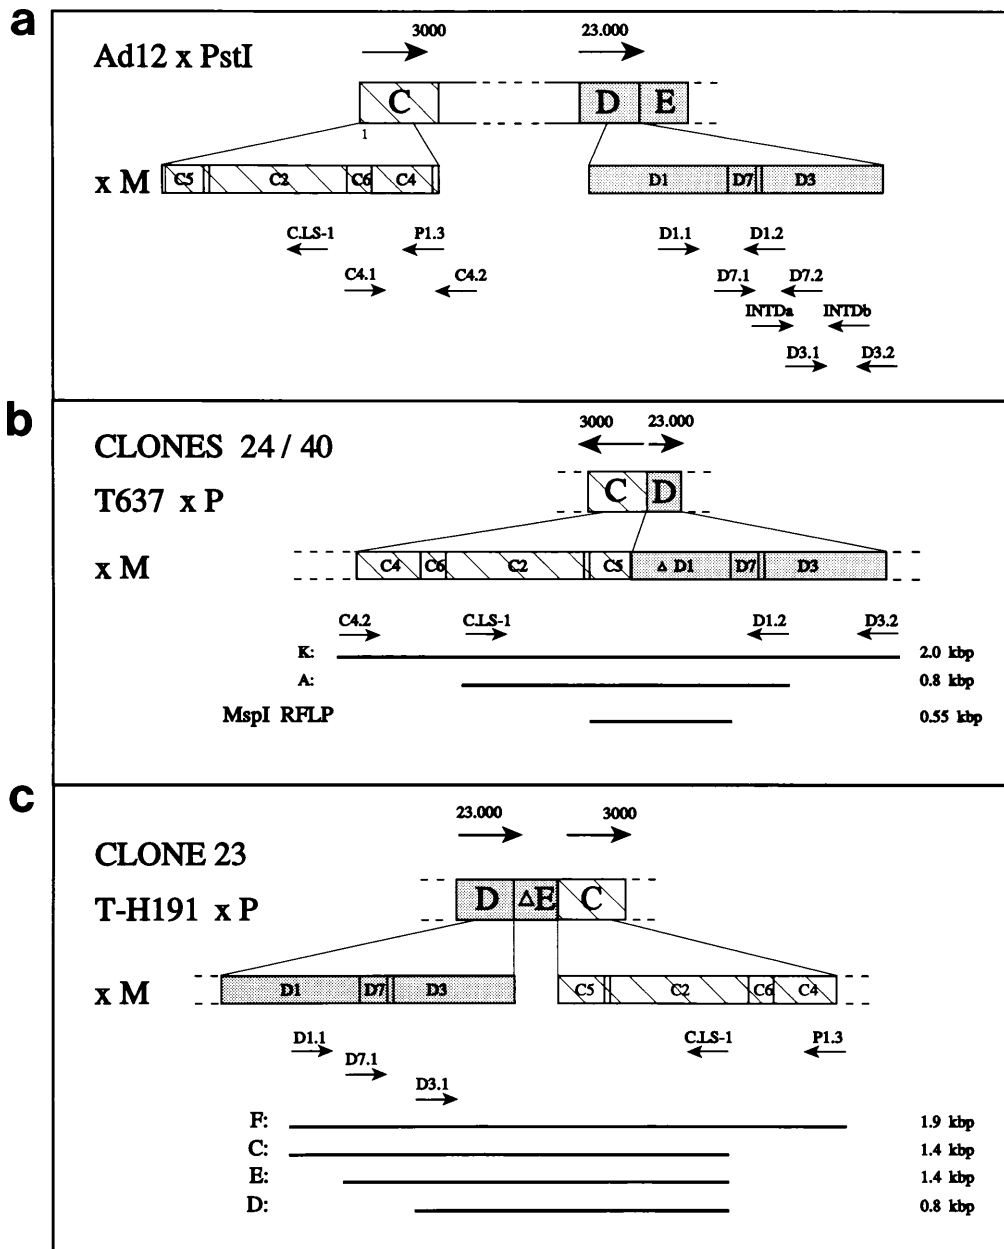 a
3000 23.000
Ad12 x PstI
C D E
1
x M C5 C2 C6 C4 D1 D7 D3
C.LS-1 P1.3 D1.1 D1.2
C4.1 C4.2 D7.1 D7.2
INTDa INTDb
D3.1 D3.2
b
3000 23.000
CLONES 24 / 40
C D
T637 x P
x M C4 C6 C2 C5 Δ D1 D7 D3
C4.2 C.LS-1 D1.2 D3.2
K: 2.0 kbp
A: 0.8 kbp
MspI RFLP 0.55 kbp
c
23.000 3000
CLONE 23
D ΔE C
T-H191 x P
x M D1 D7 D3 C5 C2 C6 C4
D1.1 C.LS-1 P1.3
D7.1
D3.1
F: 1.9 kbp
C: 1.4 kbp
E: 1.4 kbp
D: 0.8 kbp